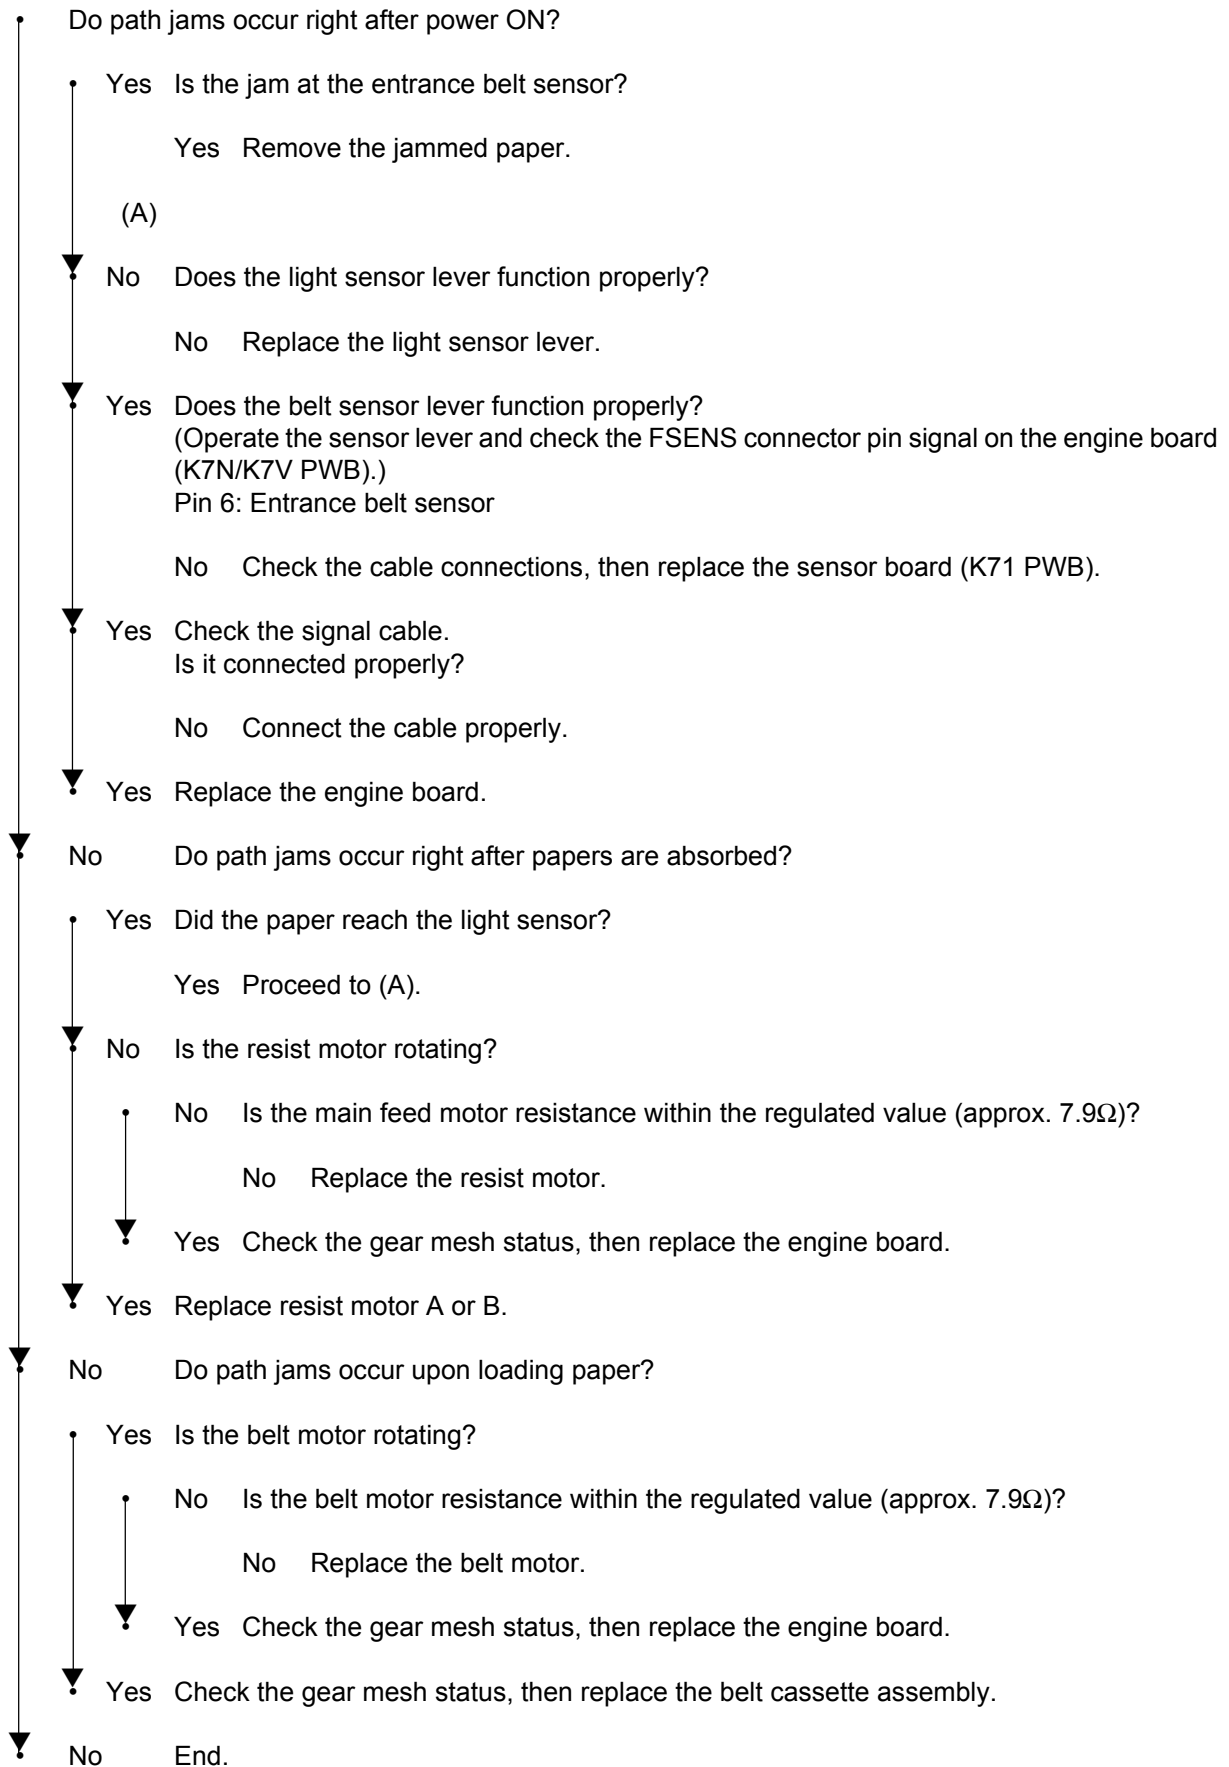 Do path jams occur right after power ON?
Yes Is the jam at the entrance belt sensor?
Yes Remove the jammed paper.
(A)
No Does the light sensor lever function properly?
No Replace the light sensor lever.
Yes Does the belt sensor lever function properly?
(Operate the sensor lever and check the FSENS connector pin signal on the engine board
(K7N/K7V PWB).)
Pin 6: Entrance belt sensor
No Check the cable connections, then replace the sensor board (K71 PWB).
Yes Check the signal cable.
Is it connected properly?
No Connect the cable properly.
Yes Replace the engine board.
No Do path jams occur right after papers are absorbed?
Yes Did the paper reach the light sensor?
Yes Proceed to (A).
No Is the resist motor rotating?
No Is the main feed motor resistance within the regulated value (approx. 7.9Ω)?
No Replace the resist motor.
Yes Check the gear mesh status, then replace the engine board.
Yes Replace resist motor A or B.
No Do path jams occur upon loading paper?
Yes Is the belt motor rotating?
No Is the belt motor resistance within the regulated value (approx. 7.9Ω)?
No Replace the belt motor.
Yes Check the gear mesh status, then replace the engine board.
Yes Check the gear mesh status, then replace the belt cassette assembly.
No End.